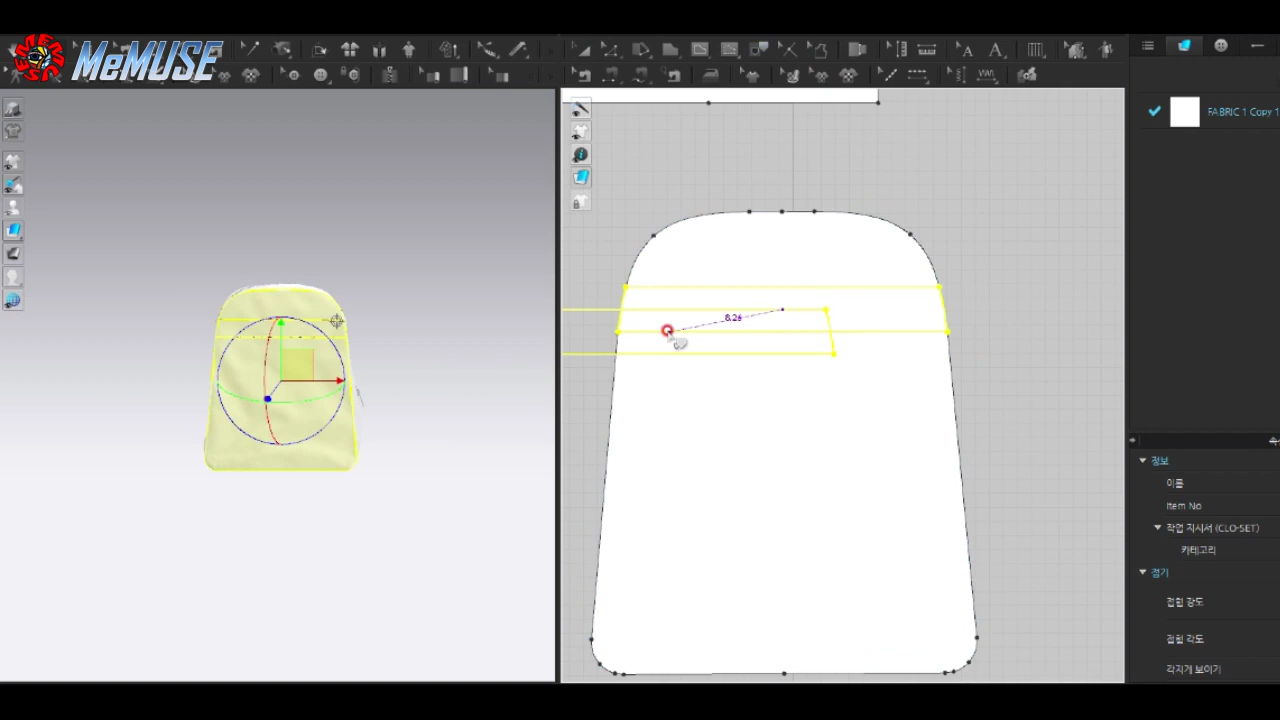 MeMUSE
FABRIC 1 Copy 1
8.26
정보
이름
Item No
작업 지시서 (CLO-SET)
카테고리
접기
접힘 강도
접힘 각도
각지게 보이기